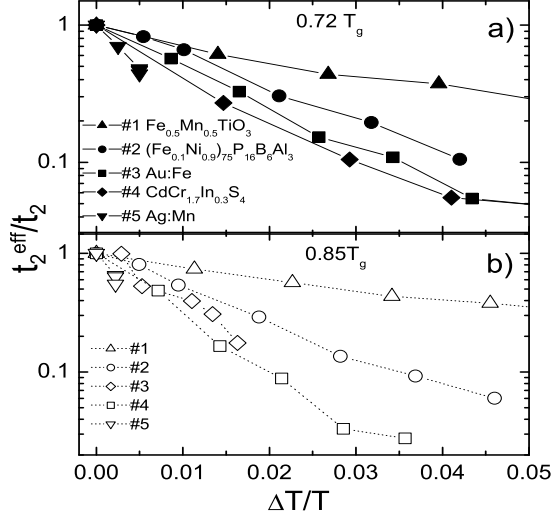 0.72 T_g
a)
1
0.1
#1 Fe_0.5Mn_0.5TiO_3
#2 (Fe_0.1Ni_0.9)_75P_16B_6Al_3
#3 Au:Fe
#4 CdCr_1.7In_0.3S_4
#5 Ag:Mn
t_2^eff/t_2
0.85T_g
b)
1
0.1
#1
#2
#3
#4
#5
0.00 0.01 0.02 0.03 0.04 0.05
ΔT/T